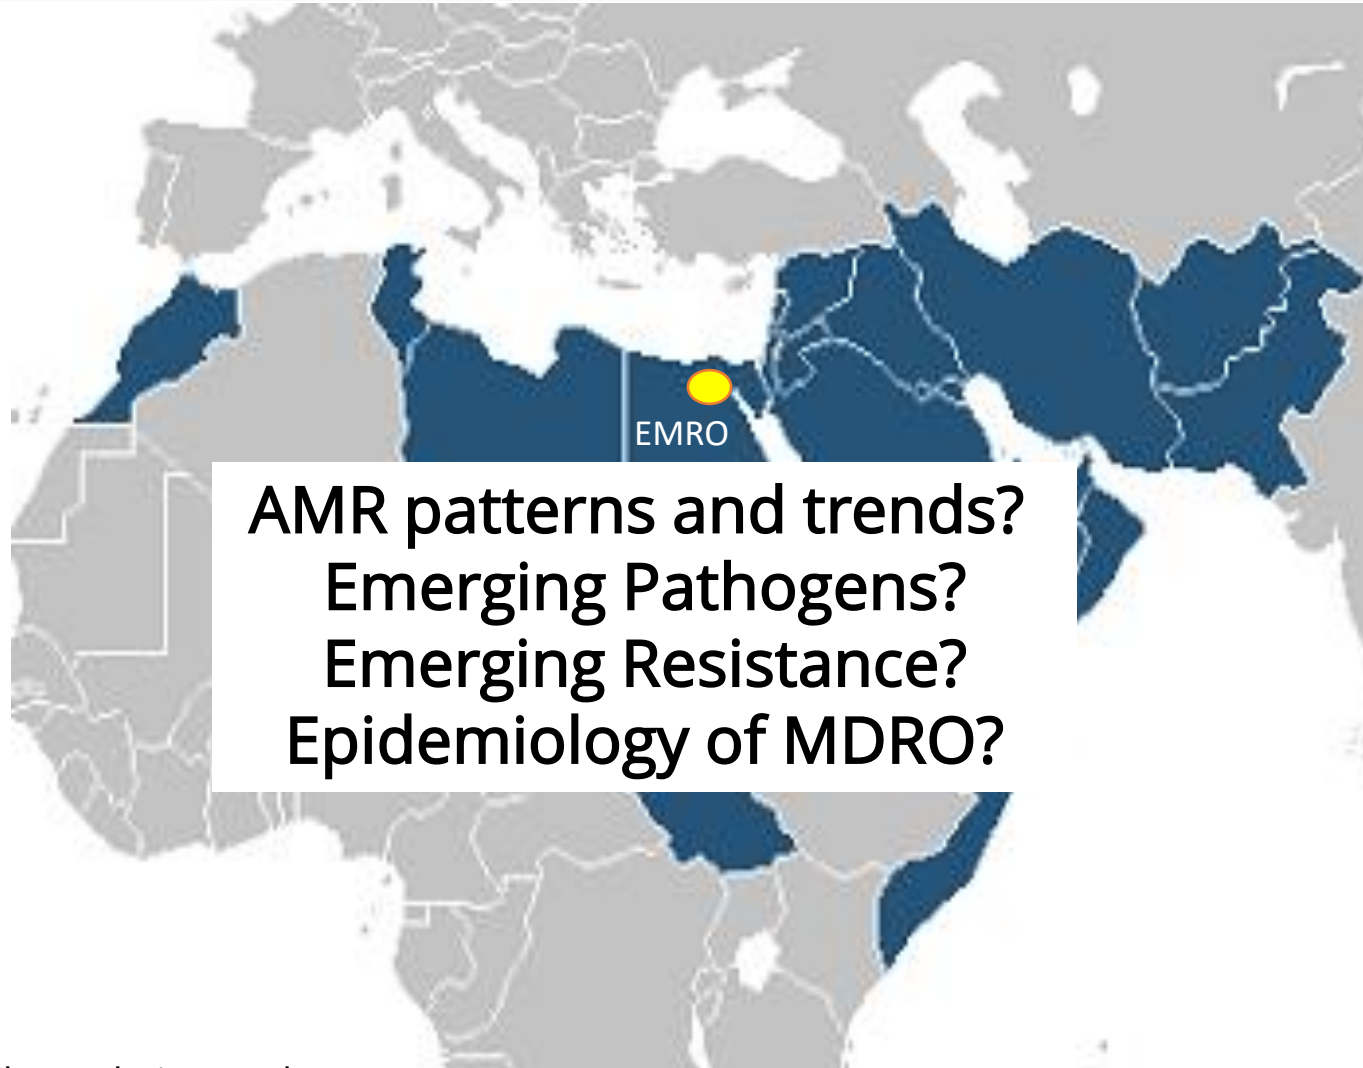 EMRO
AMR patterns and trends?
Emerging Pathogens?
Emerging Resistance?
Epidemiology of MDRO?